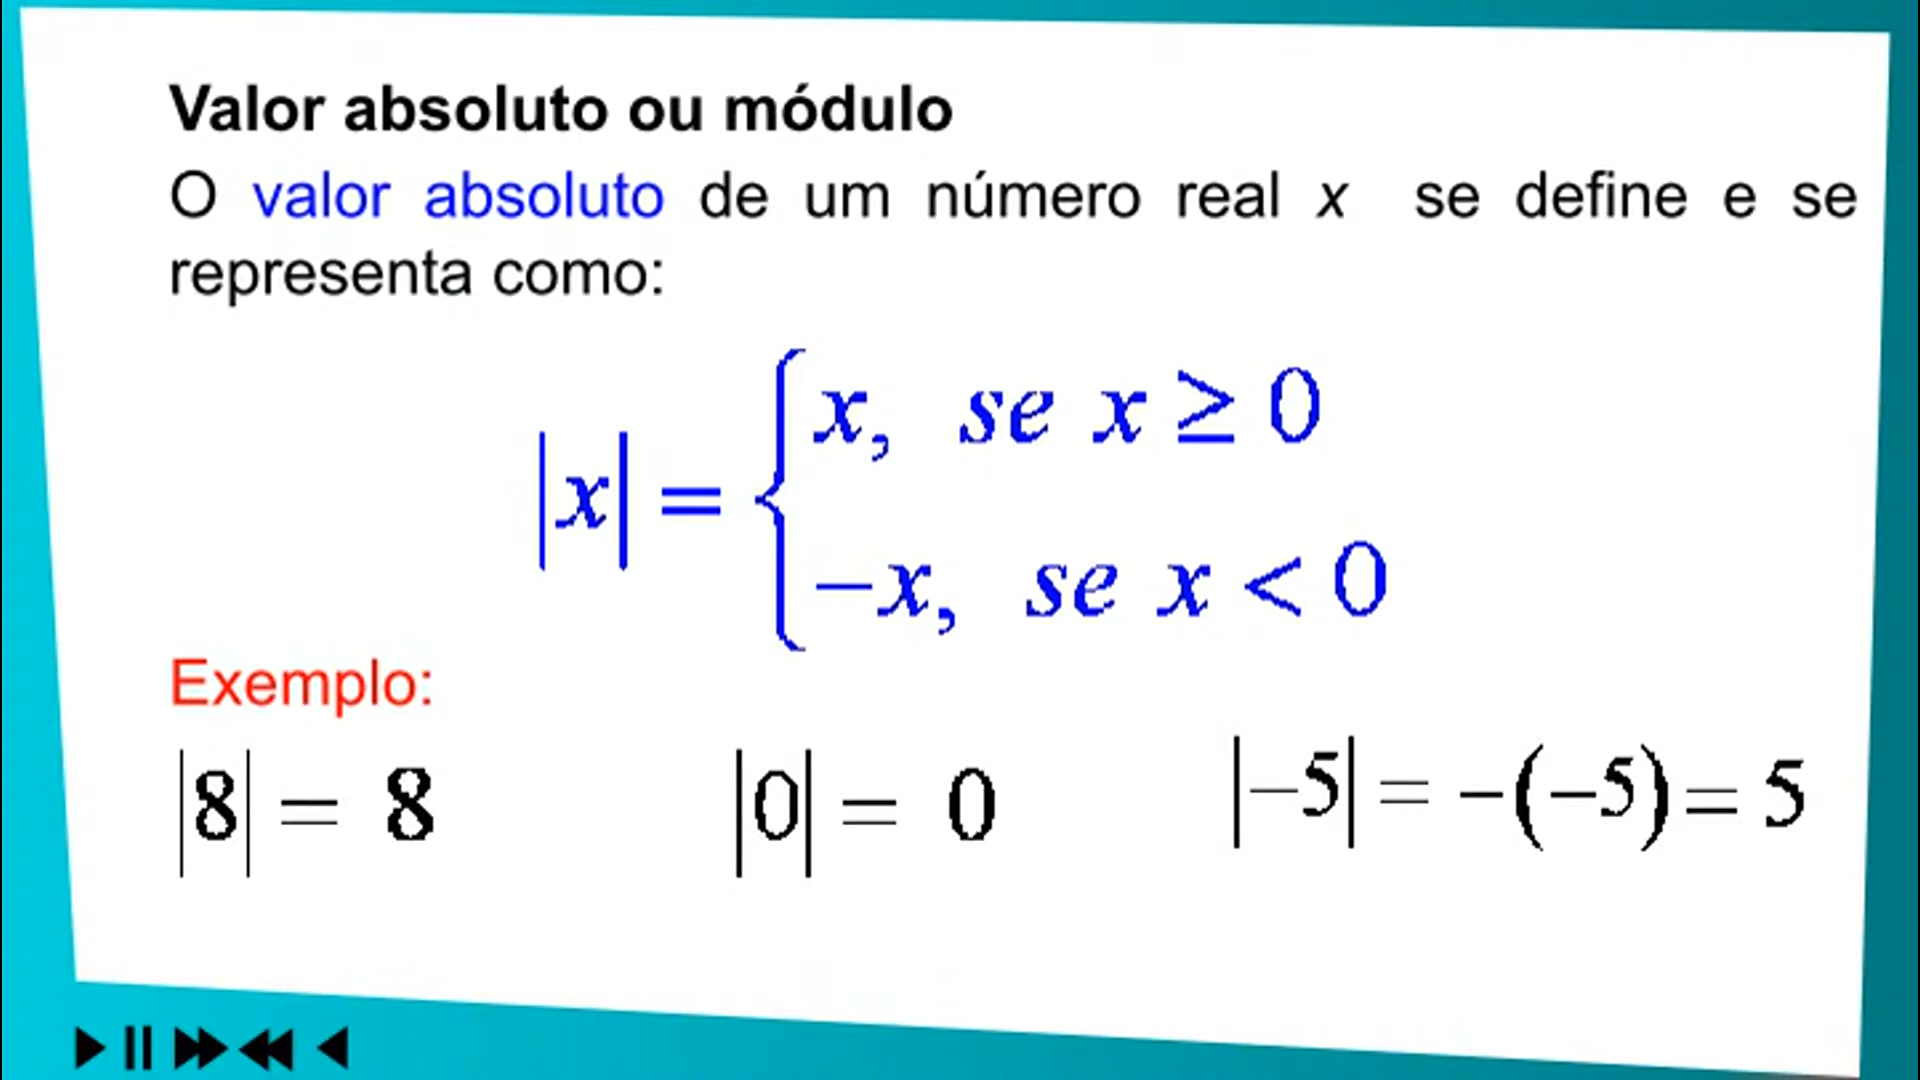 Valor absoluto ou módulo
O valor absoluto de um número real x se define e se
representa como:
|x| = { x, se x ≥ 0
−x, se x < 0
Exemplo:
|8| = 8 |0| = 0 |−5| = −(−5) = 5